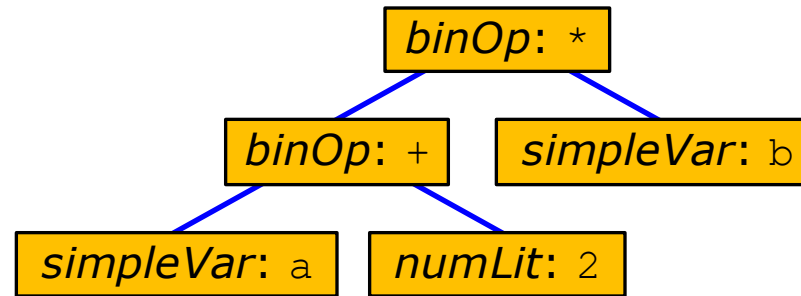 binOp: *
binOp: +
simpleVar: b
simpleVar: a
numLit: 2